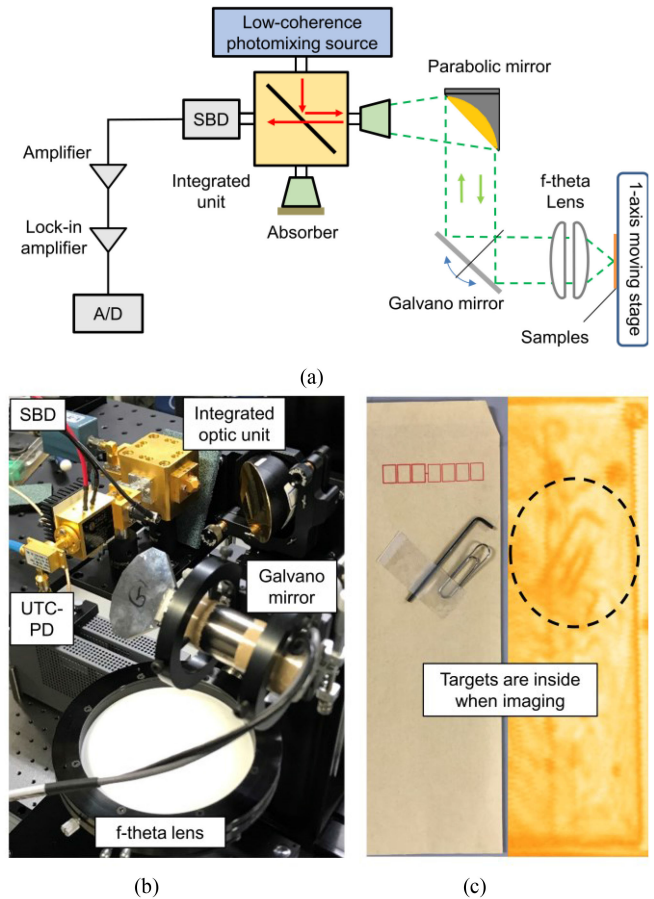 Low-coherence
photomixing source
Parabolic mirror
SBD
Amplifier
Integrated
unit
f-theta
Lens
1-axis moving stage
Absorber
Lock-in
amplifier
Galvano mirror
A/D
Samples
(a)
SBD
Integrated
optic unit
Galvano
mirror
UTC-
PD
Targets are inside
when imaging
f-theta lens
(b)
(c)